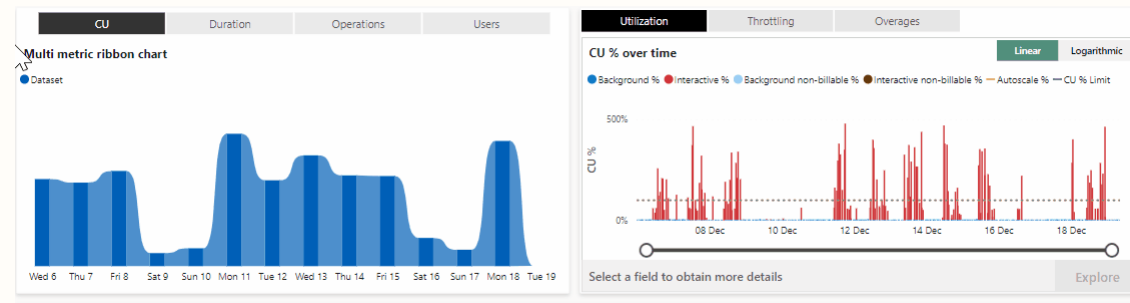 CU Duration Operations Users
Multi metric ribbon chart
Dataset
Wed 6 Thu 7 Fri 8 Sat 9 Sun 10 Mon 11 Tue 12 Wed 13 Thu 14 Fri 15 Sat 16 Sun 17 Mon 18 Tue 19
Utilization Throttling Overages
CU % over time Linear Logarithmic
Background % Interactive % Background non-billable % Interactive non-billable % Autoscale % CU % Limit
500%
CU %
0%
08 Dec 10 Dec 12 Dec 14 Dec 16 Dec 18 Dec
Select a field to obtain more details Explore